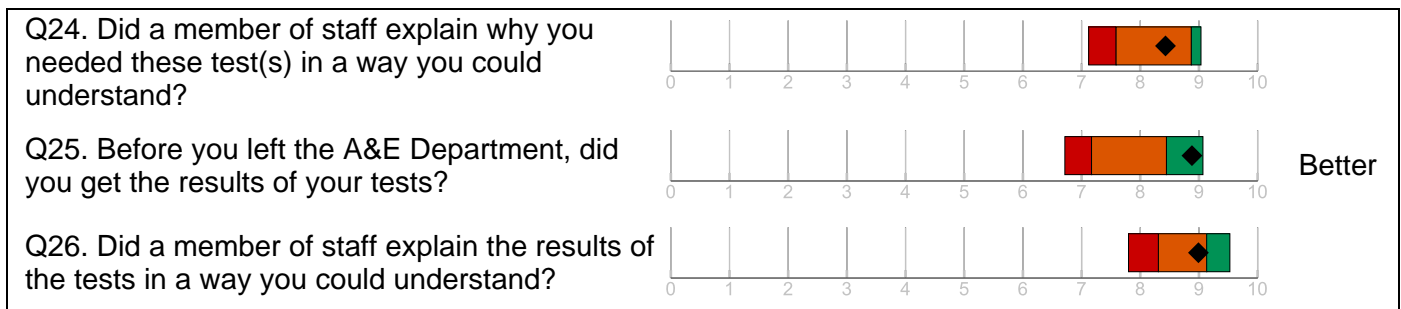 Q24. Did a member of staff explain why you
needed these test(s) in a way you could
understand?
0 1 2 3 4 5 6 7 8 9 10
Q25. Before you left the A&E Department, did
you get the results of your tests?
Better
0 1 2 3 4 5 6 7 8 9 10
Q26. Did a member of staff explain the results of
the tests in a way you could understand?
0 1 2 3 4 5 6 7 8 9 10